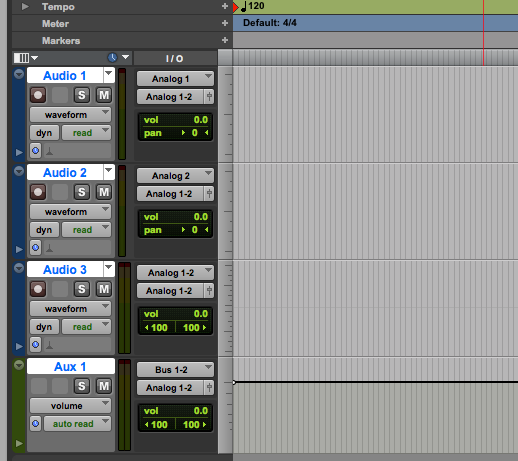 Tempo
120
Meter
Default: 4/4
Markers
I / O
Audio 1
S M
waveform
dyn read
Analog 1
Analog 1-2
vol 0.0
pan 0
Audio 2
S M
waveform
dyn read
Analog 2
Analog 1-2
vol 0.0
pan 0
Audio 3
S M
waveform
dyn read
Analog 1-2
Analog 1-2
vol 0.0
100 100
Aux 1
S M
volume
auto read
Bus 1-2
Analog 1-2
vol 0.0
100 100